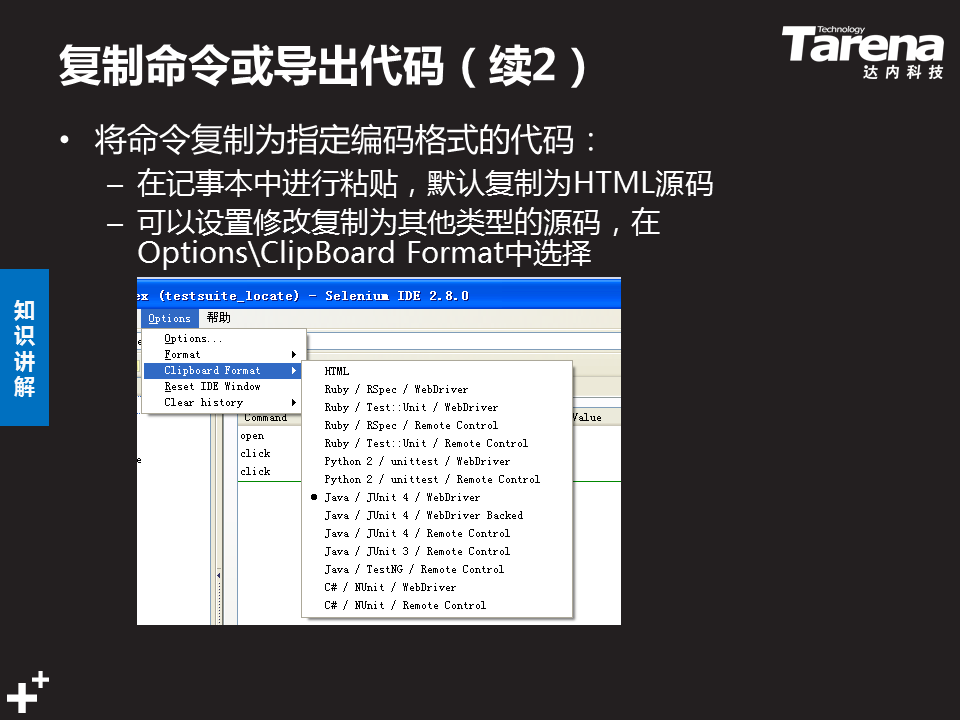 复制命令或导出代码（续2）
Technology
Tarena
达内科技
• 将命令复制为指定编码格式的代码：
– 在记事本中进行粘贴，默认复制为HTML源码
– 可以设置修改复制为其他类型的源码，在
Options\ClipBoard Format中选择
知
识
讲
解
ex (testsuite_locate) - Selenium IDE 2.8.0
Options 帮助
Options...
Format
Clipboard Format
Reset IDE Window
Clear history
HTML
Ruby / RSpec / WebDriver
Ruby / Test::Unit / WebDriver
Ruby / RSpec / Remote Control
Ruby / Test::Unit / Remote Control
Python 2 / unittest / WebDriver
Python 2 / unittest / Remote Control
Java / JUnit 4 / WebDriver
Java / JUnit 4 / WebDriver Backed
Java / JUnit 4 / Remote Control
Java / JUnit 3 / Remote Control
Java / TestNG / Remote Control
C# / NUnit / WebDriver
C# / NUnit / Remote Control
Command
Value
open
click
click